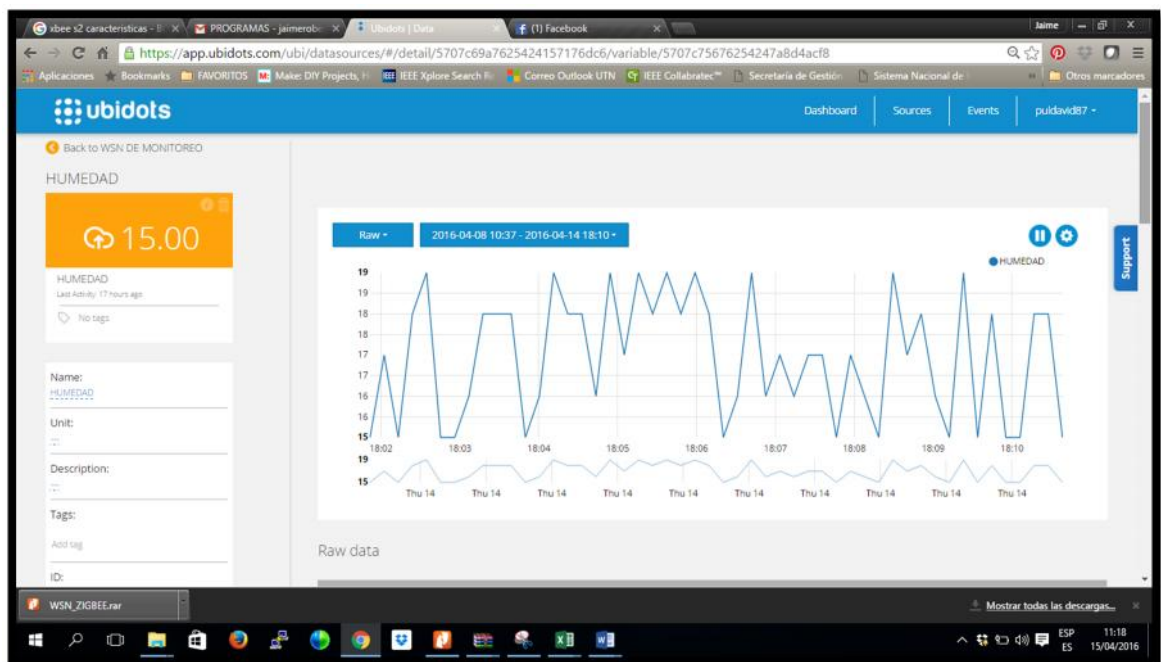 xbee s2 caracteristicas - B
PROGRAMAS - jaimerobe
Ubidots | Data
(1) Facebook
Jaime
https://app.ubidots.com/ubi/datasources/#/detail/5707c69a7625424157176dc6/variable/5707c75676254247a8d4acf8
Aplicaciones Bookmarks FAVORITOS Make: DIY Projects, H IEEE Xplore Search R Correo Outlook UTN IEEE Collabratec™ Secretaría de Gestión Sistema Nacional de Otros marcadores
ubidots
Dashboard Sources Events puldavid87
Back to WSN DE MONITOREO
HUMEDAD
15.00
HUMEDAD
Last Activity: 17 hours ago
No tags
Name:
HUMEDAD
Unit:
Description:
Tags:
Add tag
ID:
Raw
2016-04-08 10:37 - 2016-04-14 18:10
HUMEDAD
Support
19
19
18
18
17
17
16
16
15
18:02 18:03 18:04 18:05 18:06 18:07 18:08 18:09 18:10
19
15
Thu 14 Thu 14 Thu 14 Thu 14 Thu 14 Thu 14 Thu 14 Thu 14 Thu 14
Raw data
WSN_ZIGBEE.rar
Mostrar todas las descargas...
ESP
ES
11:18
15/04/2016